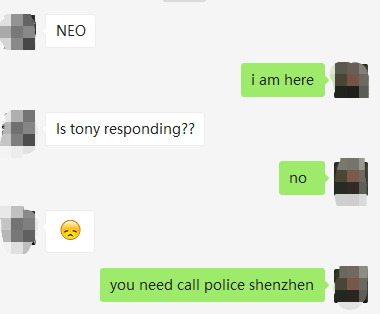 NEO
i am here
Is tony responding??
no
😞
you need call police shenzhen